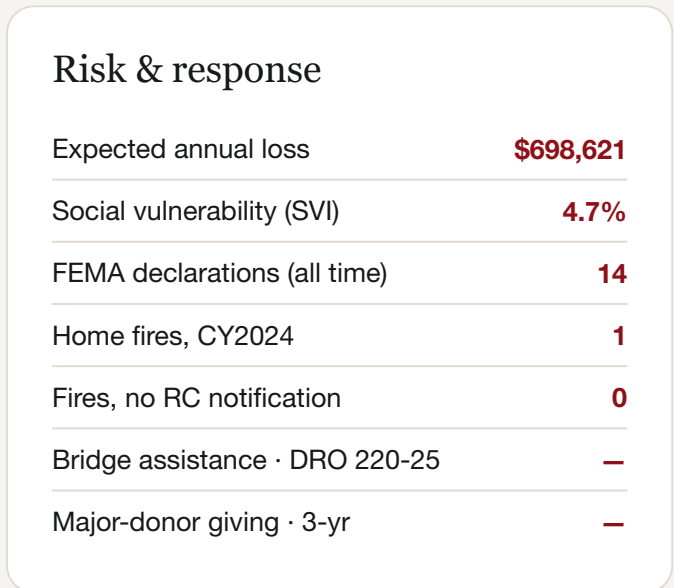 Risk & response
Expected annual loss $698,621
Social vulnerability (SVI) 4.7%
FEMA declarations (all time) 14
Home fires, CY2024 1
Fires, no RC notification 0
Bridge assistance · DRO 220-25 —
Major-donor giving · 3-yr —